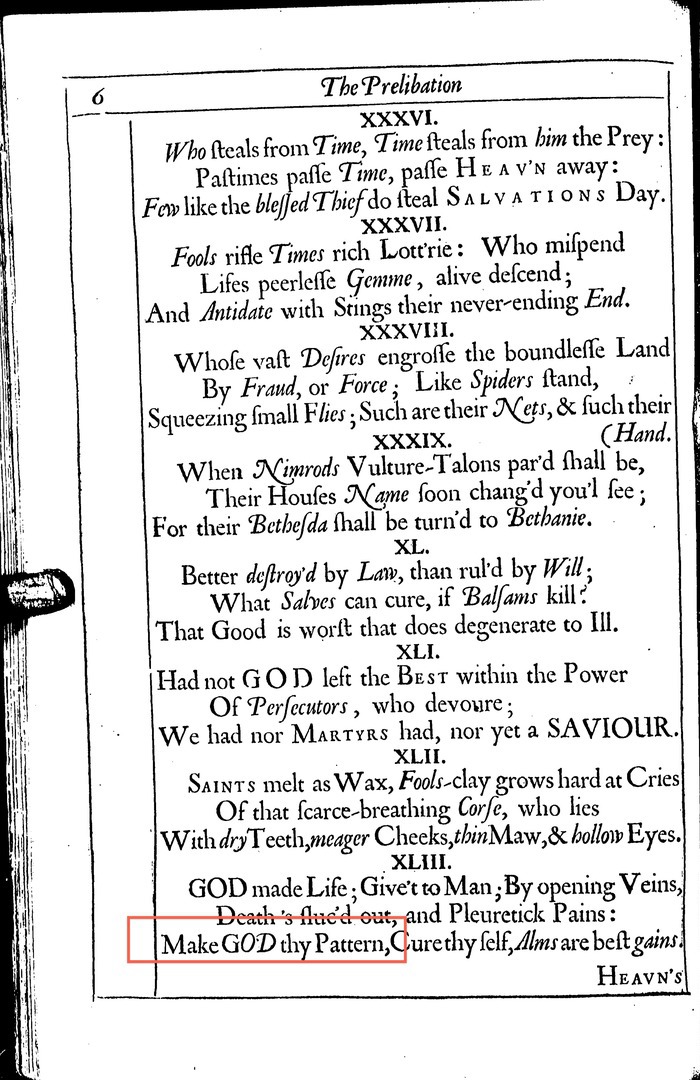 6
The Prelibation
XXXVI.
Who ſteals from Time, Time ſteals from him the Prey:
Paſtimes paſſe Time, paſſe HEAV'N away:
Few like the bleſſed Thief do ſteal SALVATIONS Day.
XXXVII.
Fools rifle Times rich Lott'rie: Who miſpend
Lifes peerleſſe Gemme, alive deſcend;
And Antidate with Stings their never-ending End.
XXXVIII.
Whoſe vaſt Deſires engroſſe the boundleſſe Land
By Fraud, or Force; Like Spiders ſtand,
Squeezing ſmall Flies; Such are their Nets, & ſuch their
(Hand.
XXXIX.
When Nimrods Vulture-Talons par'd ſhall be,
Their Houſes Name ſoon chang'd you'l ſee;
For their Betheſda ſhall be turn'd to Bethanie.
XL.
Better deſtroy'd by Law, than rul'd by Will;
What Salves can cure, if Balſams kill?
That Good is worſt that does degenerate to Ill.
XLI.
Had not GOD left the BEST within the Power
Of Perſecutors, who devoure;
We had nor MARTYRS had, nor yet a SAVIOUR.
XLII.
SAINTS melt as Wax, Fools-clay grows hard at Cries
Of that ſcarce-breathing Corſe, who lies
With dry Teeth, meager Cheeks, thin Maw, & hollow Eyes.
XLIII.
GOD made Life; Give't to Man; By opening Veins,
Death 's ſluc'd out, and Pleuretick Pains:
Make GOD thy Pattern, Cure thy ſelf, Alms are beſt gains.
HEAVN'S